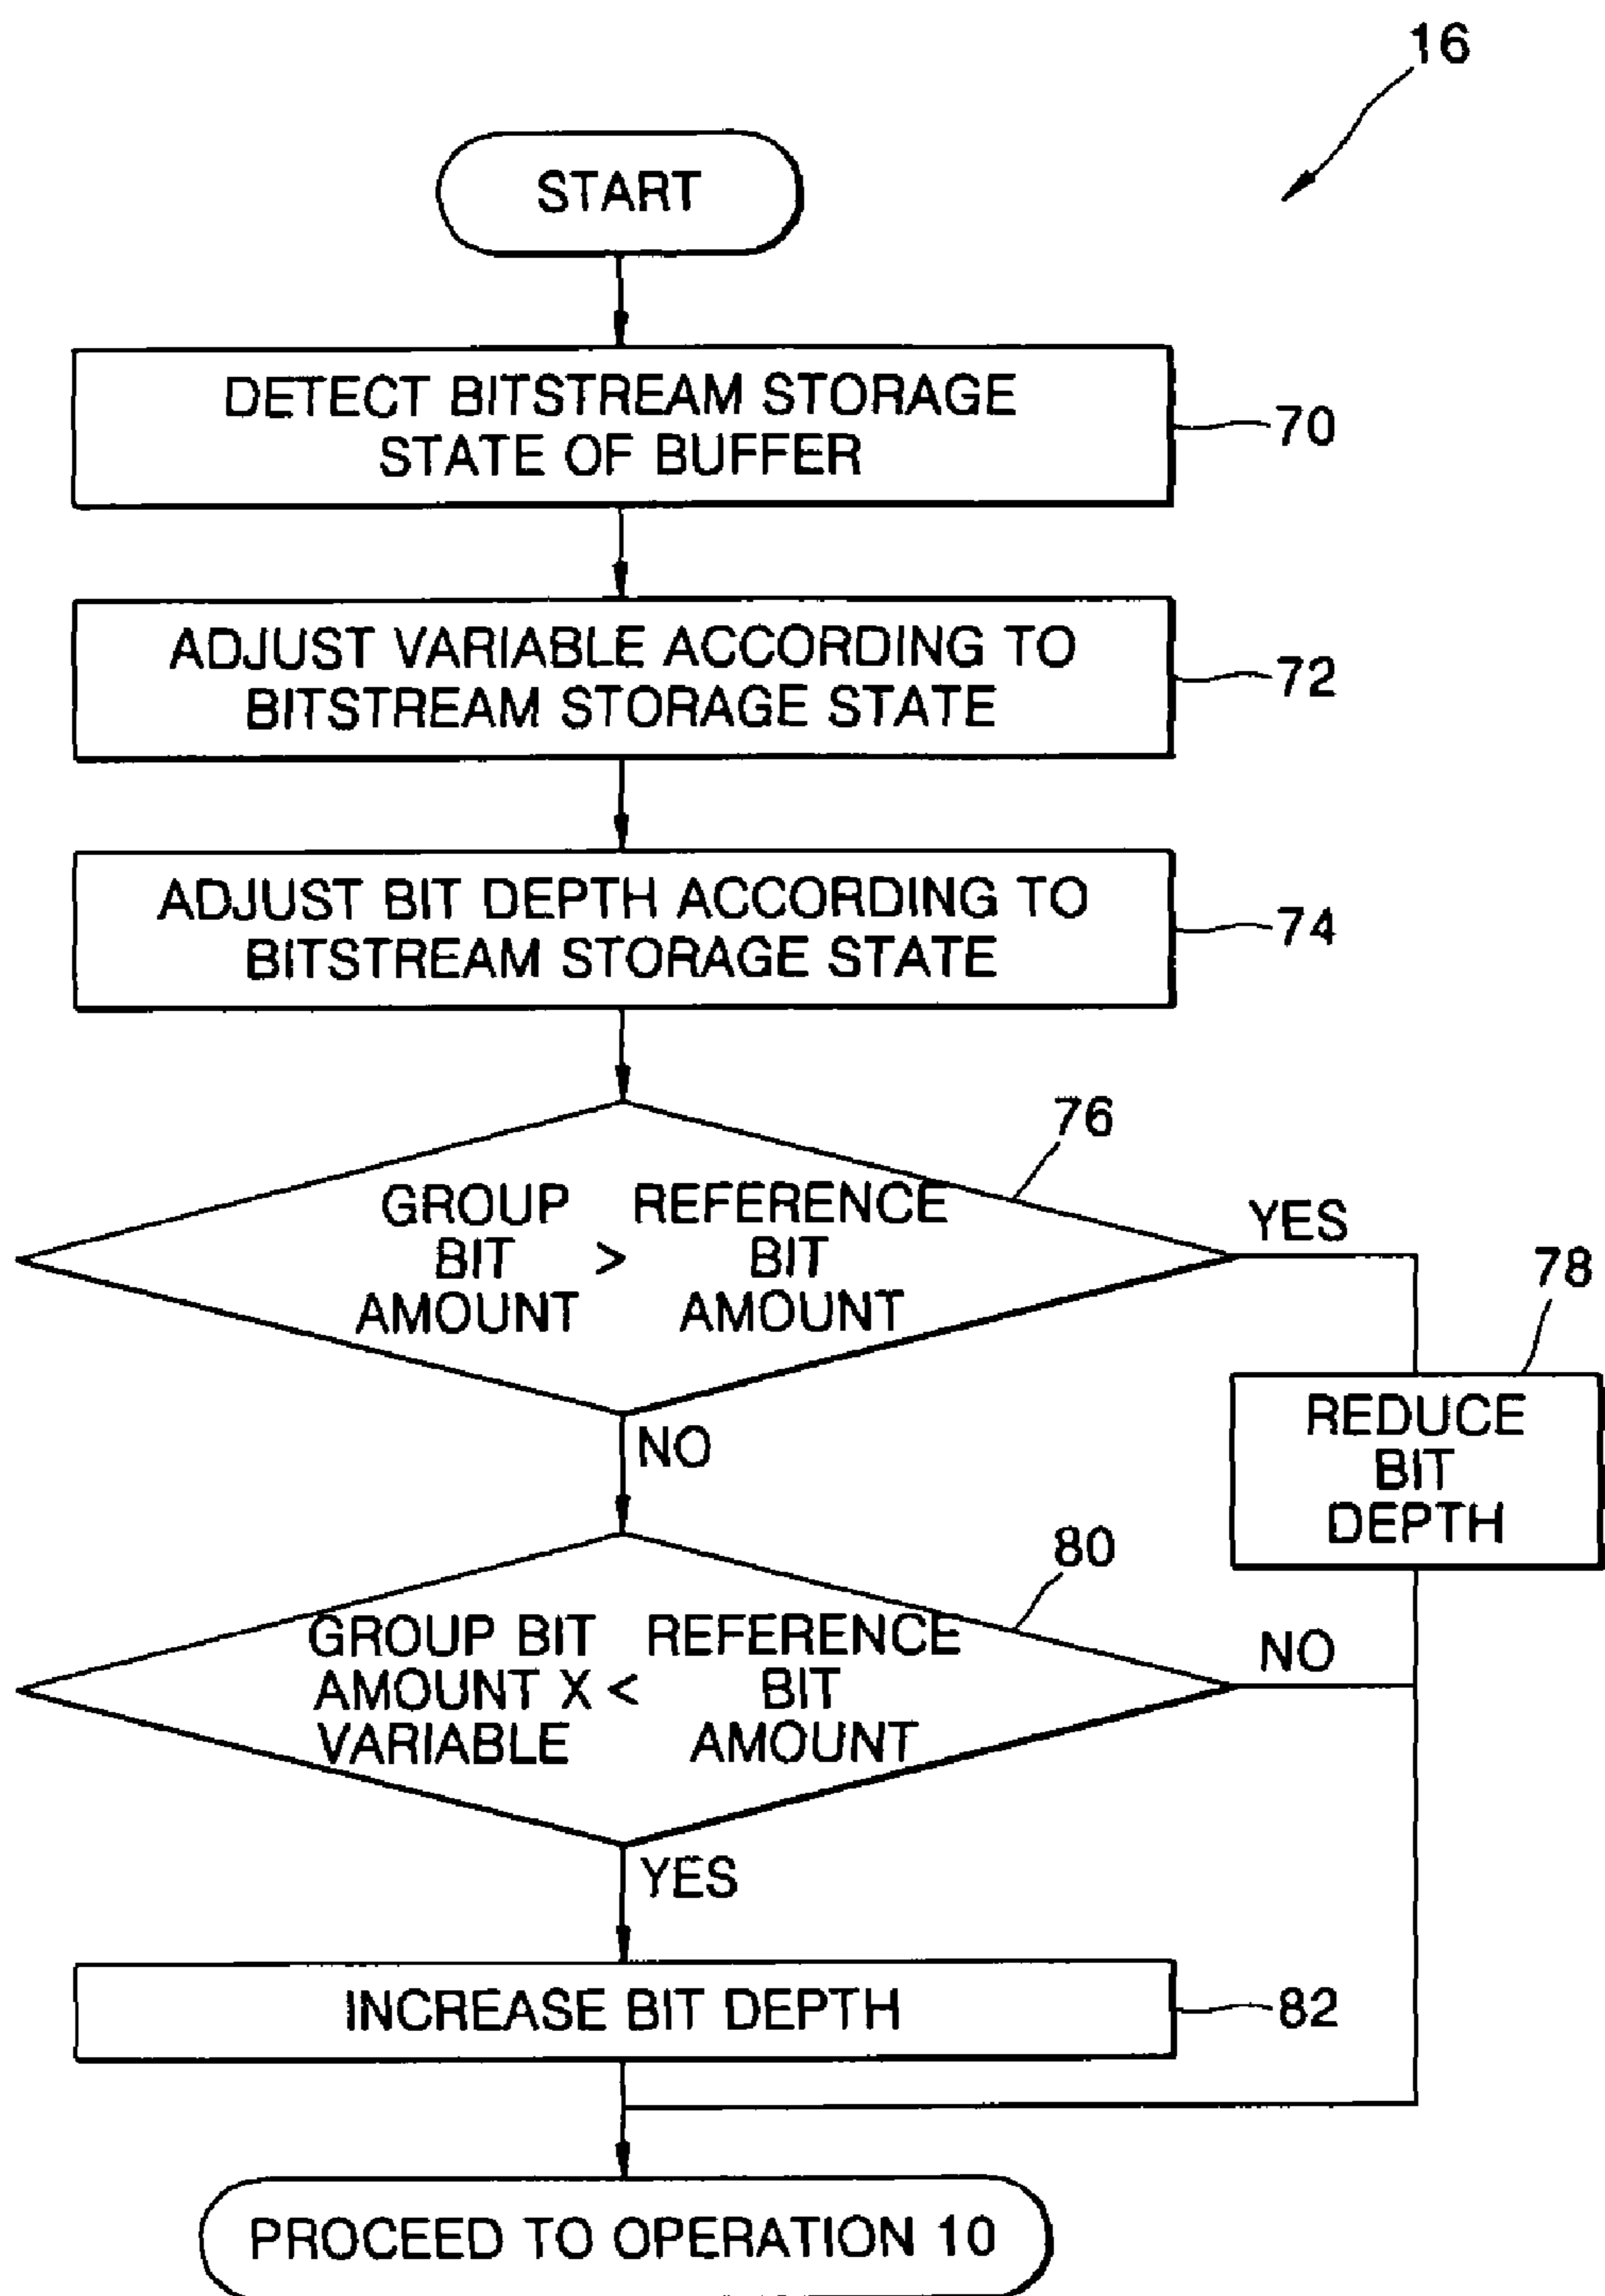 16
START
DETECT BITSTREAM STORAGE
STATE OF BUFFER
70
ADJUST VARIABLE ACCORDING TO
BITSTREAM STORAGE STATE
72
ADJUST BIT DEPTH ACCORDING TO
BITSTREAM STORAGE STATE
74
76
GROUP REFERENCE
BIT > BIT
AMOUNT AMOUNT
YES
78
REDUCE
BIT
DEPTH
NO
80
GROUP BIT REFERENCE
AMOUNT X < BIT
VARIABLE AMOUNT
NO
YES
INCREASE BIT DEPTH
82
PROCEED TO OPERATION 10